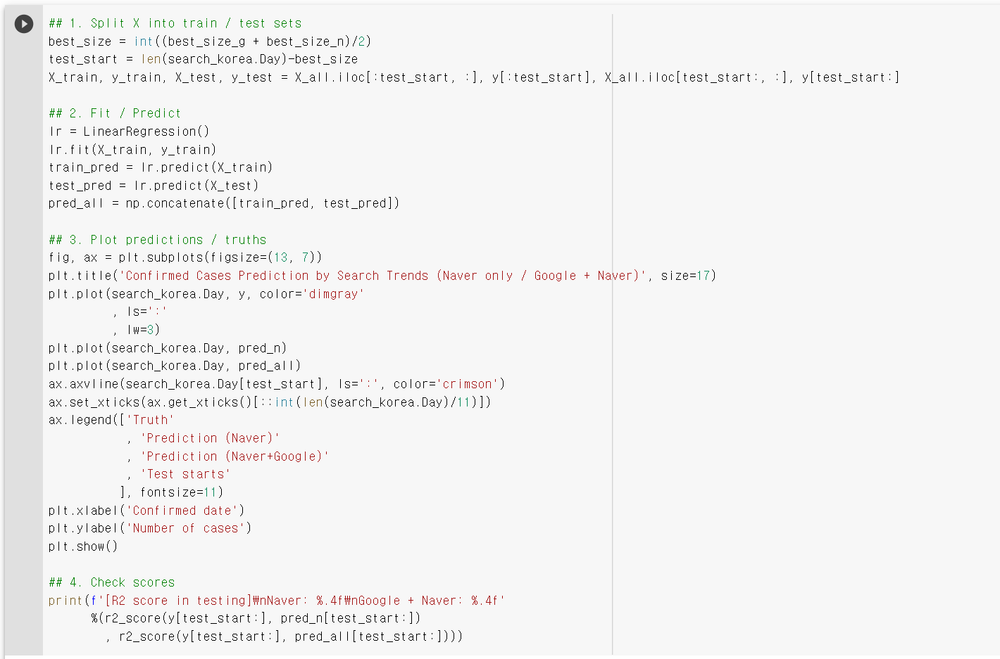 ## 1. Split X into train / test sets
best_size = int((best_size_g + best_size_n)/2)
test_start = len(search_korea.Day)-best_size
X_train, y_train, X_test, y_test = X_all.iloc[:test_start, :], y[:test_start], X_all.iloc[test_start:, :], y[test_start:]
## 2. Fit / Predict
lr = LinearRegression()
lr.fit(X_train, y_train)
train_pred = lr.predict(X_train)
test_pred = lr.predict(X_test)
pred_all = np.concatenate([train_pred, test_pred])
## 3. Plot predictions / truths
fig, ax = plt.subplots(figsize=(13, 7))
plt.title('Confirmed Cases Prediction by Search Trends (Naver only / Google + Naver)', size=17)
plt.plot(search_korea.Day, y, color='dimgray'
, ls=':'
, lw=3)
plt.plot(search_korea.Day, pred_n)
plt.plot(search_korea.Day, pred_all)
ax.axvline(search_korea.Day[test_start], ls=':', color='crimson')
ax.set_xticks(ax.get_xticks()[::int(len(search_korea.Day)/11)])
ax.legend(['Truth'
, 'Prediction (Naver)'
, 'Prediction (Naver+Google)'
, 'Test starts'
], fontsize=11)
plt.xlabel('Confirmed date')
plt.ylabel('Number of cases')
plt.show()
## 4. Check scores
print(f'[R2 score in testing]₩nNaver: %.4f₩nGoogle + Naver: %.4f'
%(r2_score(y[test_start:], pred_n[test_start:])
, r2_score(y[test_start:], pred_all[test_start:])))